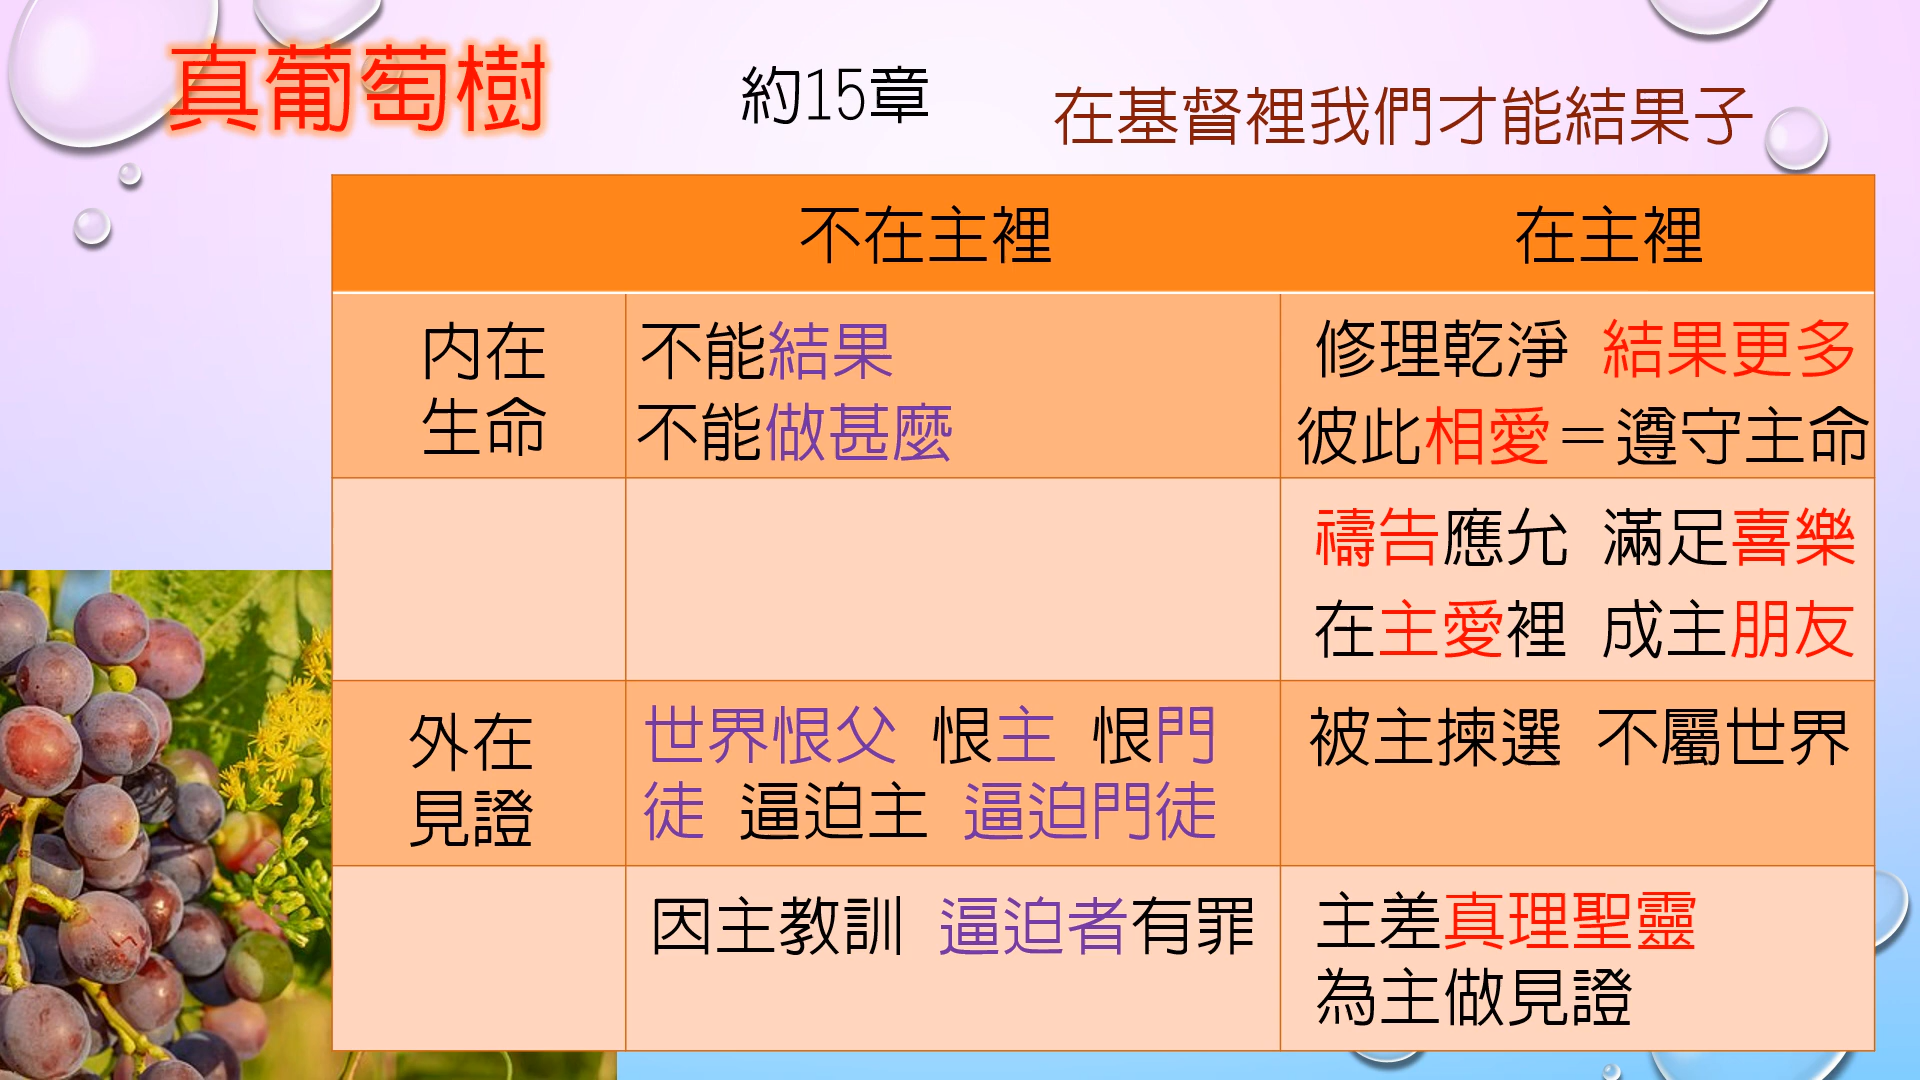 真葡萄樹
約15章
在基督裡我們才能結果子
不在主裡
在主裡
内在
生命
不能結果
不能做甚麼
修理乾淨 結果更多
彼此相愛＝遵守主命
禱告應允 滿足喜樂
在主愛裡 成主朋友
外在
見證
世界恨父 恨主 恨門
徒 逼迫主 逼迫門徒
被主揀選 不屬世界
因主教訓 逼迫者有罪
主差真理聖靈
為主做見證